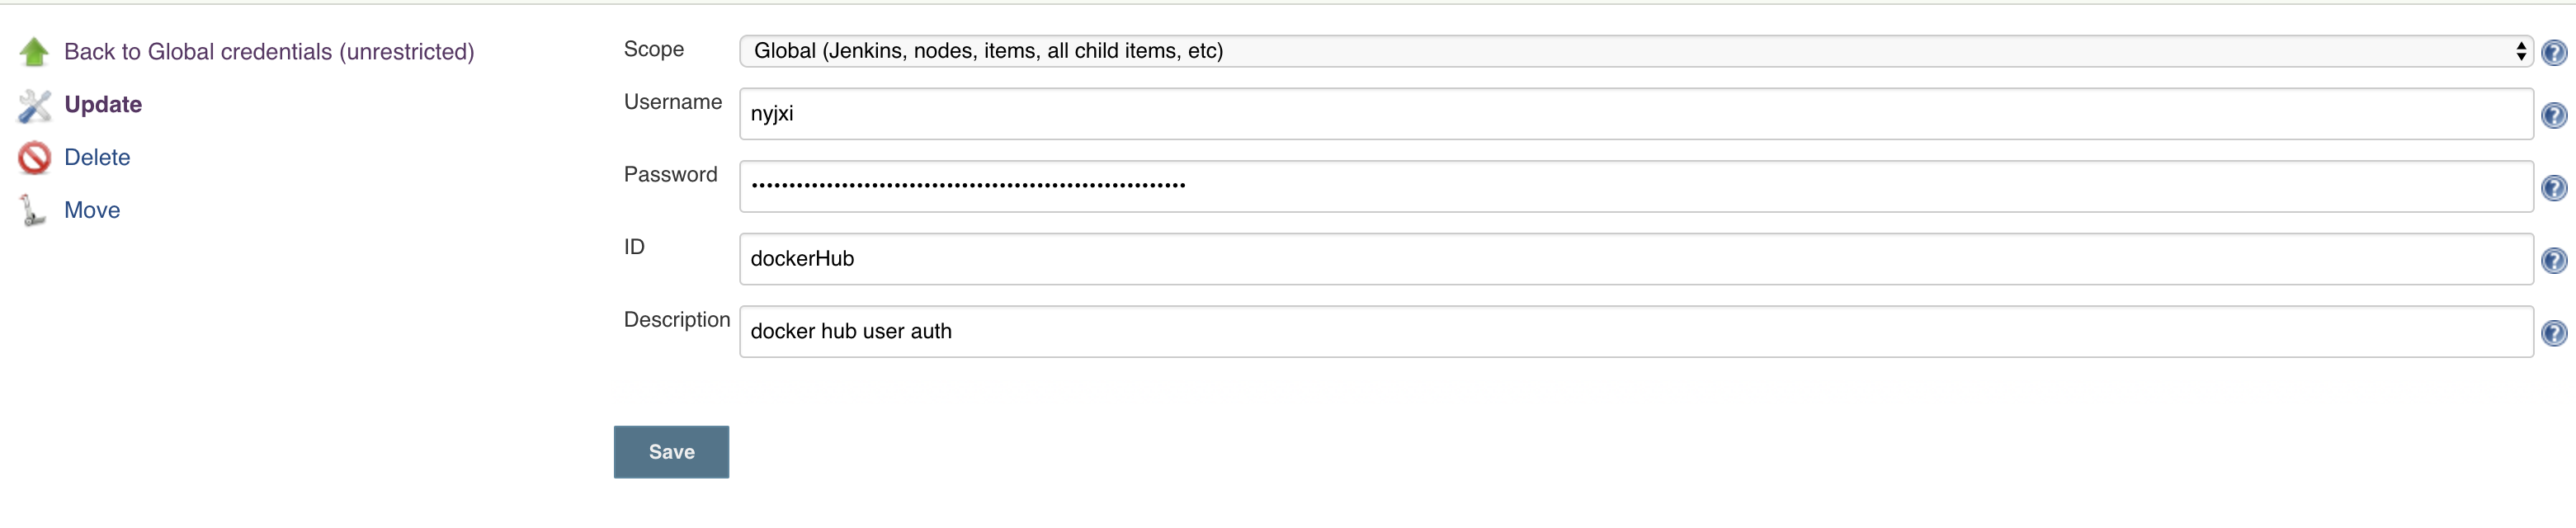 Back to Global credentials (unrestricted)
Update
Delete
Move
Scope
Global (Jenkins, nodes, items, all child items, etc)
Username
nyjxi
Password
••••••••••••••••••••••••••••••••••••••••••••••••••••••••••
ID
dockerHub
Description
docker hub user auth
Save